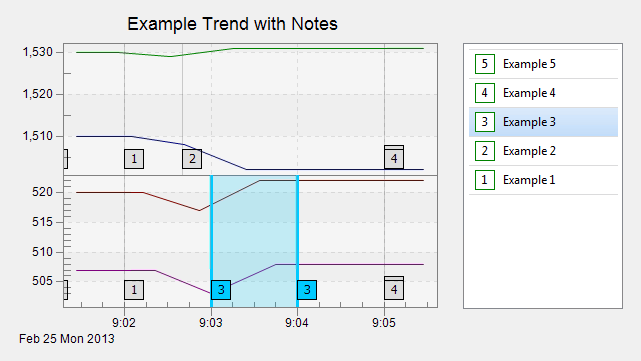 Example Trend with Notes
1,530
1,520
1,510
1 2 4
520
515
510
505
1 3 3 4
9:02 9:03 9:04 9:05
Feb 25 Mon 2013
5 Example 5
4 Example 4
3 Example 3
2 Example 2
1 Example 1